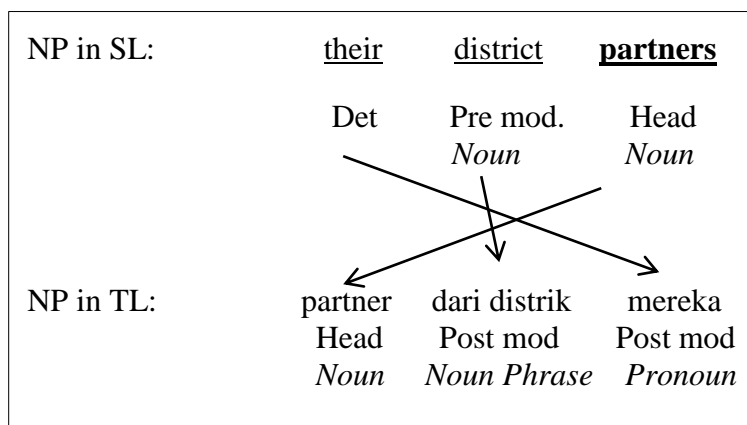 NP in SL: their district partners
Det Pre mod. Head
Noun Noun
NP in TL: partner dari distrik mereka
Head Post mod Post mod
Noun Noun Phrase Pronoun